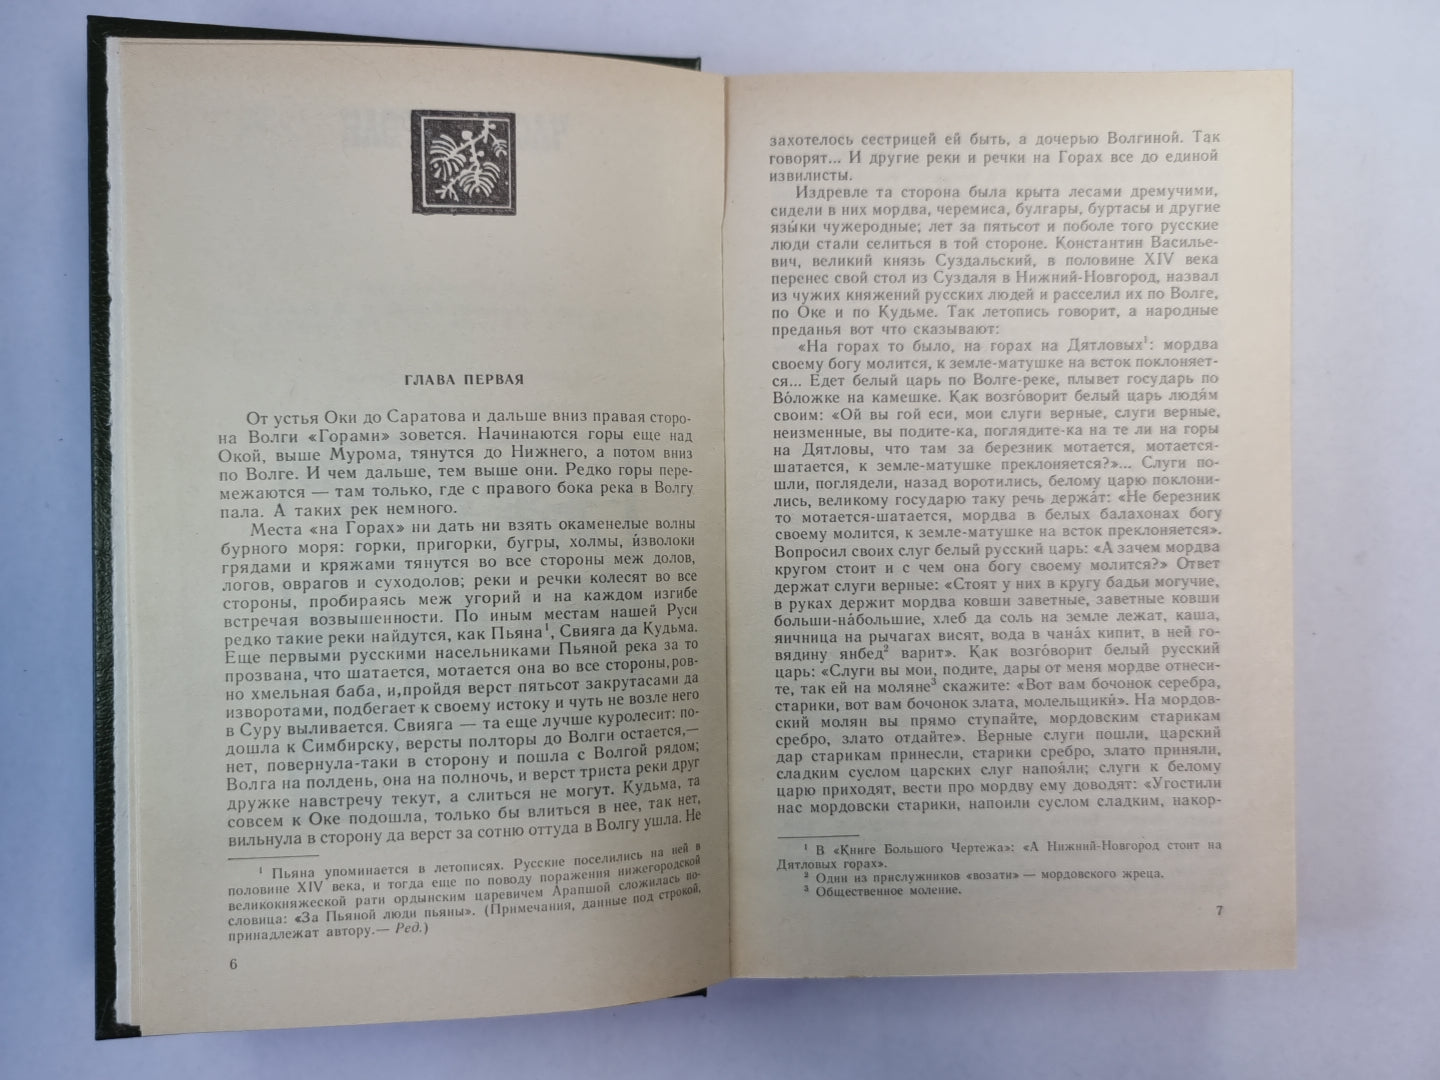 ГЛАВА ПЕРВАЯ
От устья Оки до Саратова и дальше вниз правая сторо-
на Волги «Горами» зовется. Начинаются горы еще над
Окой, выше Мурома, тянутся до Нижнего, а потом вниз
по Волге. И чем дальше, тем выше они. Редко горы пере-
межаются — там только, где с правого бока река в Волгу
пала. А таких рек немного.
Места «на Горах» ни дать ни взять окаменелые волны
бурного моря: горки, пригорки, бугры, холмы, и́зволоки
грядами и кряжами тянутся во все стороны меж долов,
логов, оврагов и суходолов; реки и речки колесят во все
стороны, пробираясь меж угорий и на каждом изгибе
встречая возвышенности. По иным местам нашей Руси
редко такие реки найдутся, как Пьяна¹, Свияга да Кудьма.
Еще первыми русскими насельниками Пьяной река за то
прозвана, что шатается, мотается она во все стороны, ров-
но хмельная баба, и, пройдя верст пятьсот закрутасами да
изворотами, подбегает к своему истоку и чуть не возле него
в Суру выливается. Свияга — та еще лучше куролесит: по-
дошла к Симбирску, версты полторы до Волги остается,—
нет, повернула-таки в сторону и пошла с Волгой рядом;
Волга на полдень, она на полночь, и верст триста реки друг
дружке навстречу текут, а слиться не могут. Кудьма, та
совсем к Оке подошла, только бы влиться в нее, так нет,
вильнула в сторону да верст за сотню оттуда в Волгу ушла. Не
¹ Пьяна упоминается в летописях. Русские поселились на ней в
половине XIV века, и тогда еще по поводу поражения нижегородской
великокняжеской рати ордынским царевичем Арапшой сложилась по-
словица: «За Пьяной люди пьяны». (Примечания, данные под строкой,
принадлежат автору.— Ред.)
6
захотелось сестрицей ей быть, а дочерью Волгиной. Так
говорят... И другие реки и речки на Горах все до единой
извилисты.
Издревле та сторона была крыта лесами дремучими,
сидели в них мордва, черемиса, булгары, буртасы и другие
язы́ки чужеродные; лет за пятьсот и поболе того русские
люди стали селиться в той стороне. Константин Василье-
вич, великий князь Суздальский, в половине XIV века
перенес свой стол из Суздаля в Нижний-Новгород, назвал
из чужих княжений русских людей и расселил их по Волге,
по Оке и по Кудьме. Так летопись говорит, а народные
преданья вот что сказывают:
«На горах то было, на горах на Дятловых¹: мордва
своему богу молится, к земле-матушке на всток поклоняет-
ся... Едет белый царь по Волге-реке, плывет государь по
Во́ложке на камешке. Как возго́ворит белый царь людя́м
своим: «Ой вы гой еси, мои слуги верные, слуги верные,
неизменные, вы подите-ка, поглядите-ка на те ли на горы
на Дятловы, что там за березник мотается, мотается-
шатается, к земле-матушке преклоняется?»... Слуги по-
шли, поглядели, назад воротились, белому царю поклони-
лись, великому государю таку речь держа́т: «Не березник
то мотается-шатается, мордва в белых балахонах богу
своему молится, к земле-матушке на всток преклоняется».
Вопросил своих слуг белый русский царь: «А зачем мордва
кругом стоит и с чем она богу своему молится?» Ответ
держат слуги верные: «Стоят у них в кругу бадьи могучие,
в руках держит мордва ковши заветные, заветные ковши
больши-на́большие, хлеб да соль на земле лежат, каша,
яичница на рычагах висят, вода в чана́х кипит, в ней го-
вядину янбед² варит». Как возго́ворит белый русский
царь: «Слуги вы мои, подите, дары от меня мордве отнеси-
те, так ей на моляне³ скажите: «Вот вам бочонок серебра,
старики, вот вам бочонок злата, молельщики́». На мордов-
ский молян вы прямо ступайте, мордовским старикам
сребро, злато отдайте». Верные слуги пошли, царский
дар старикам принесли, старики сребро, злато приняли,
сладким суслом царских слуг напоя́ли; слуги к белому
царю приходят, вести про мордву ему доводят: «Угостили
нас мордовски старики, напоили суслом сладким, накор-
¹ В «Книге Большого Чертежа»: «А Нижний-Новгород стоит на
Дятловых горах».
² Один из прислужников «возати» — мордовского жреца.
³ Общественное моление.
7